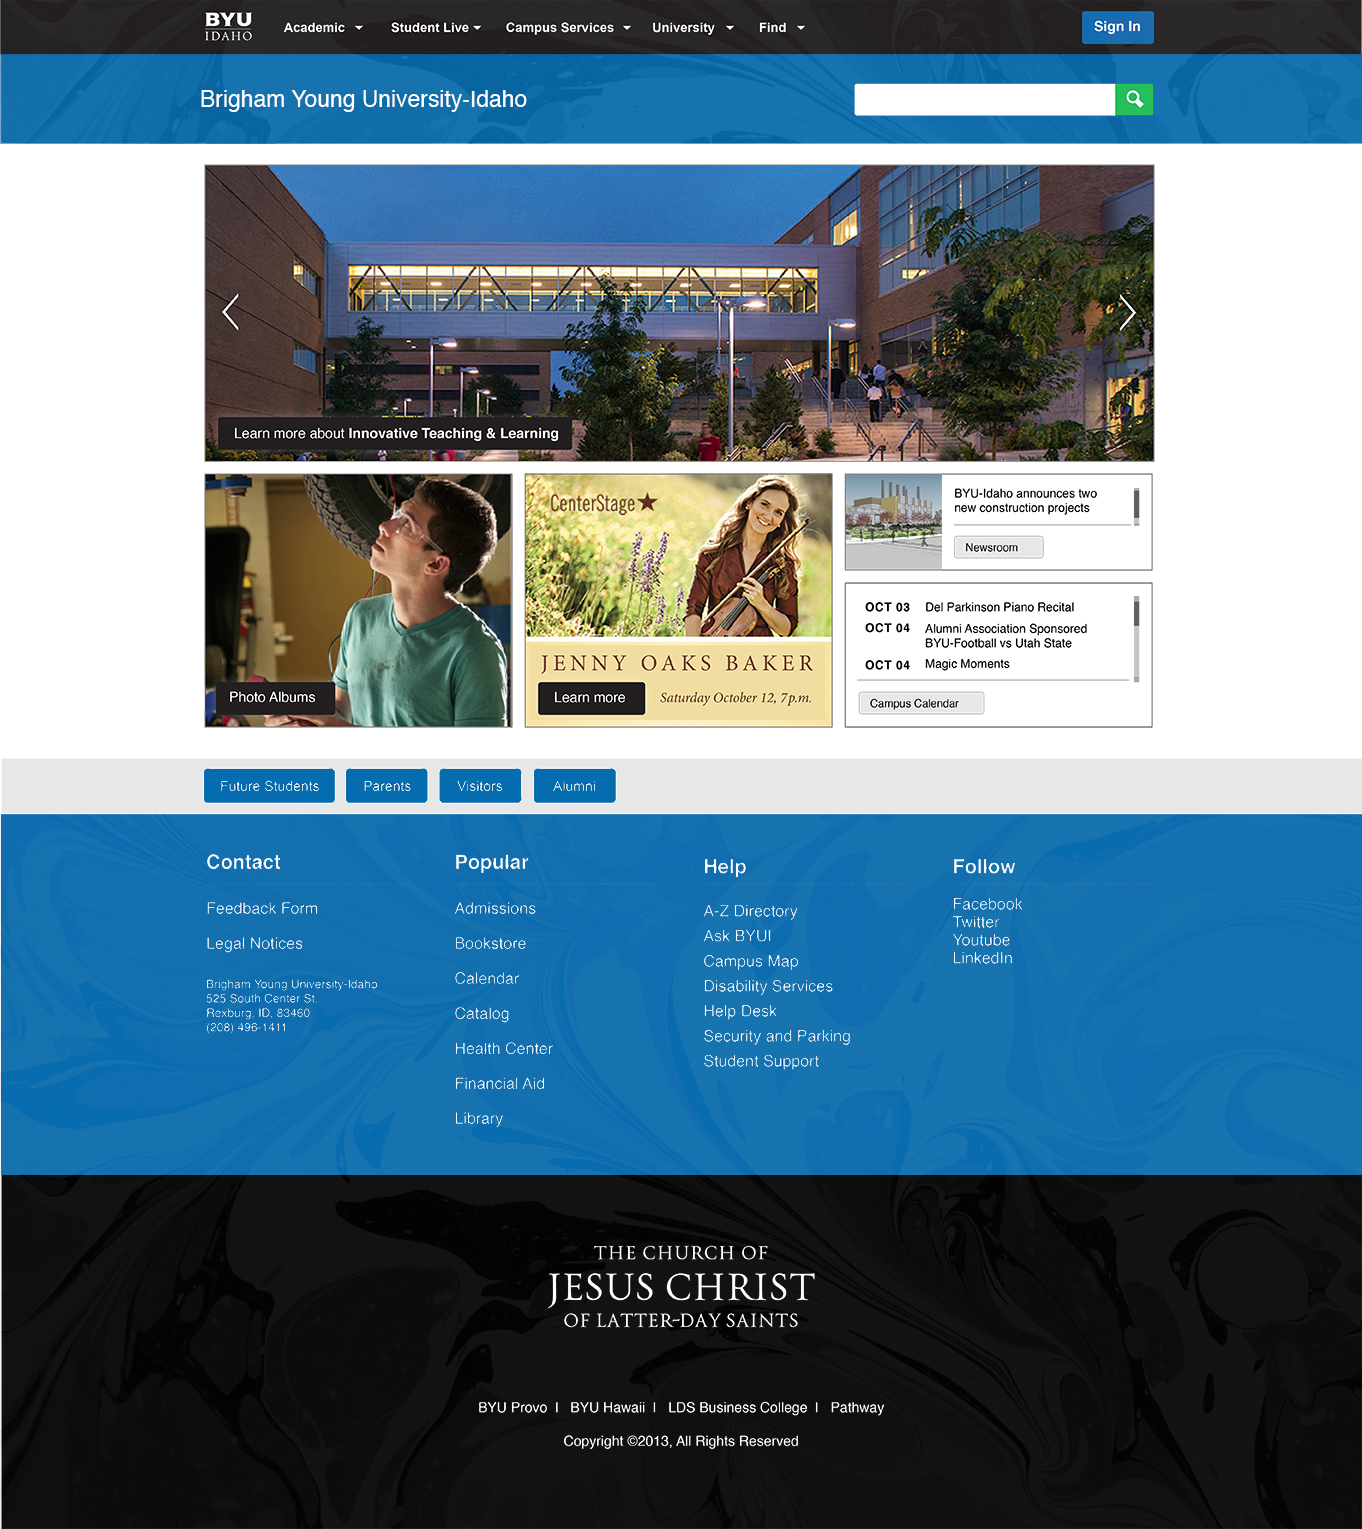 BYU
IDAHO
Academic
Student Live
Campus Services
University
Find
Sign In
Brigham Young University-Idaho
Learn more about Innovative Teaching & Learning
Photo Albums
CenterStage
JENNY OAKS BAKER
Learn more
Saturday October 12, 7 p.m.
BYU-Idaho announces two
new construction projects
Newsroom
OCT 03 Del Parkinson Piano Recital
OCT 04 Alumni Association Sponsored
BYU-Football vs Utah State
OCT 04 Magic Moments
Campus Calendar
Future Students
Parents
Visitors
Alumni
Contact
Feedback Form
Legal Notices
Brigham Young University-Idaho
525 South Center St.
Rexburg, ID, 83460
(208) 496-1411
Popular
Admissions
Bookstore
Calendar
Catalog
Health Center
Financial Aid
Library
Help
A-Z Directory
Ask BYUI
Campus Map
Disability Services
Help Desk
Security and Parking
Student Support
Follow
Facebook
Twitter
Youtube
LinkedIn
THE CHURCH OF
JESUS CHRIST
OF LATTER-DAY SAINTS
BYU Provo | BYU Hawaii | LDS Business College | Pathway
Copyright ©2013, All Rights Reserved